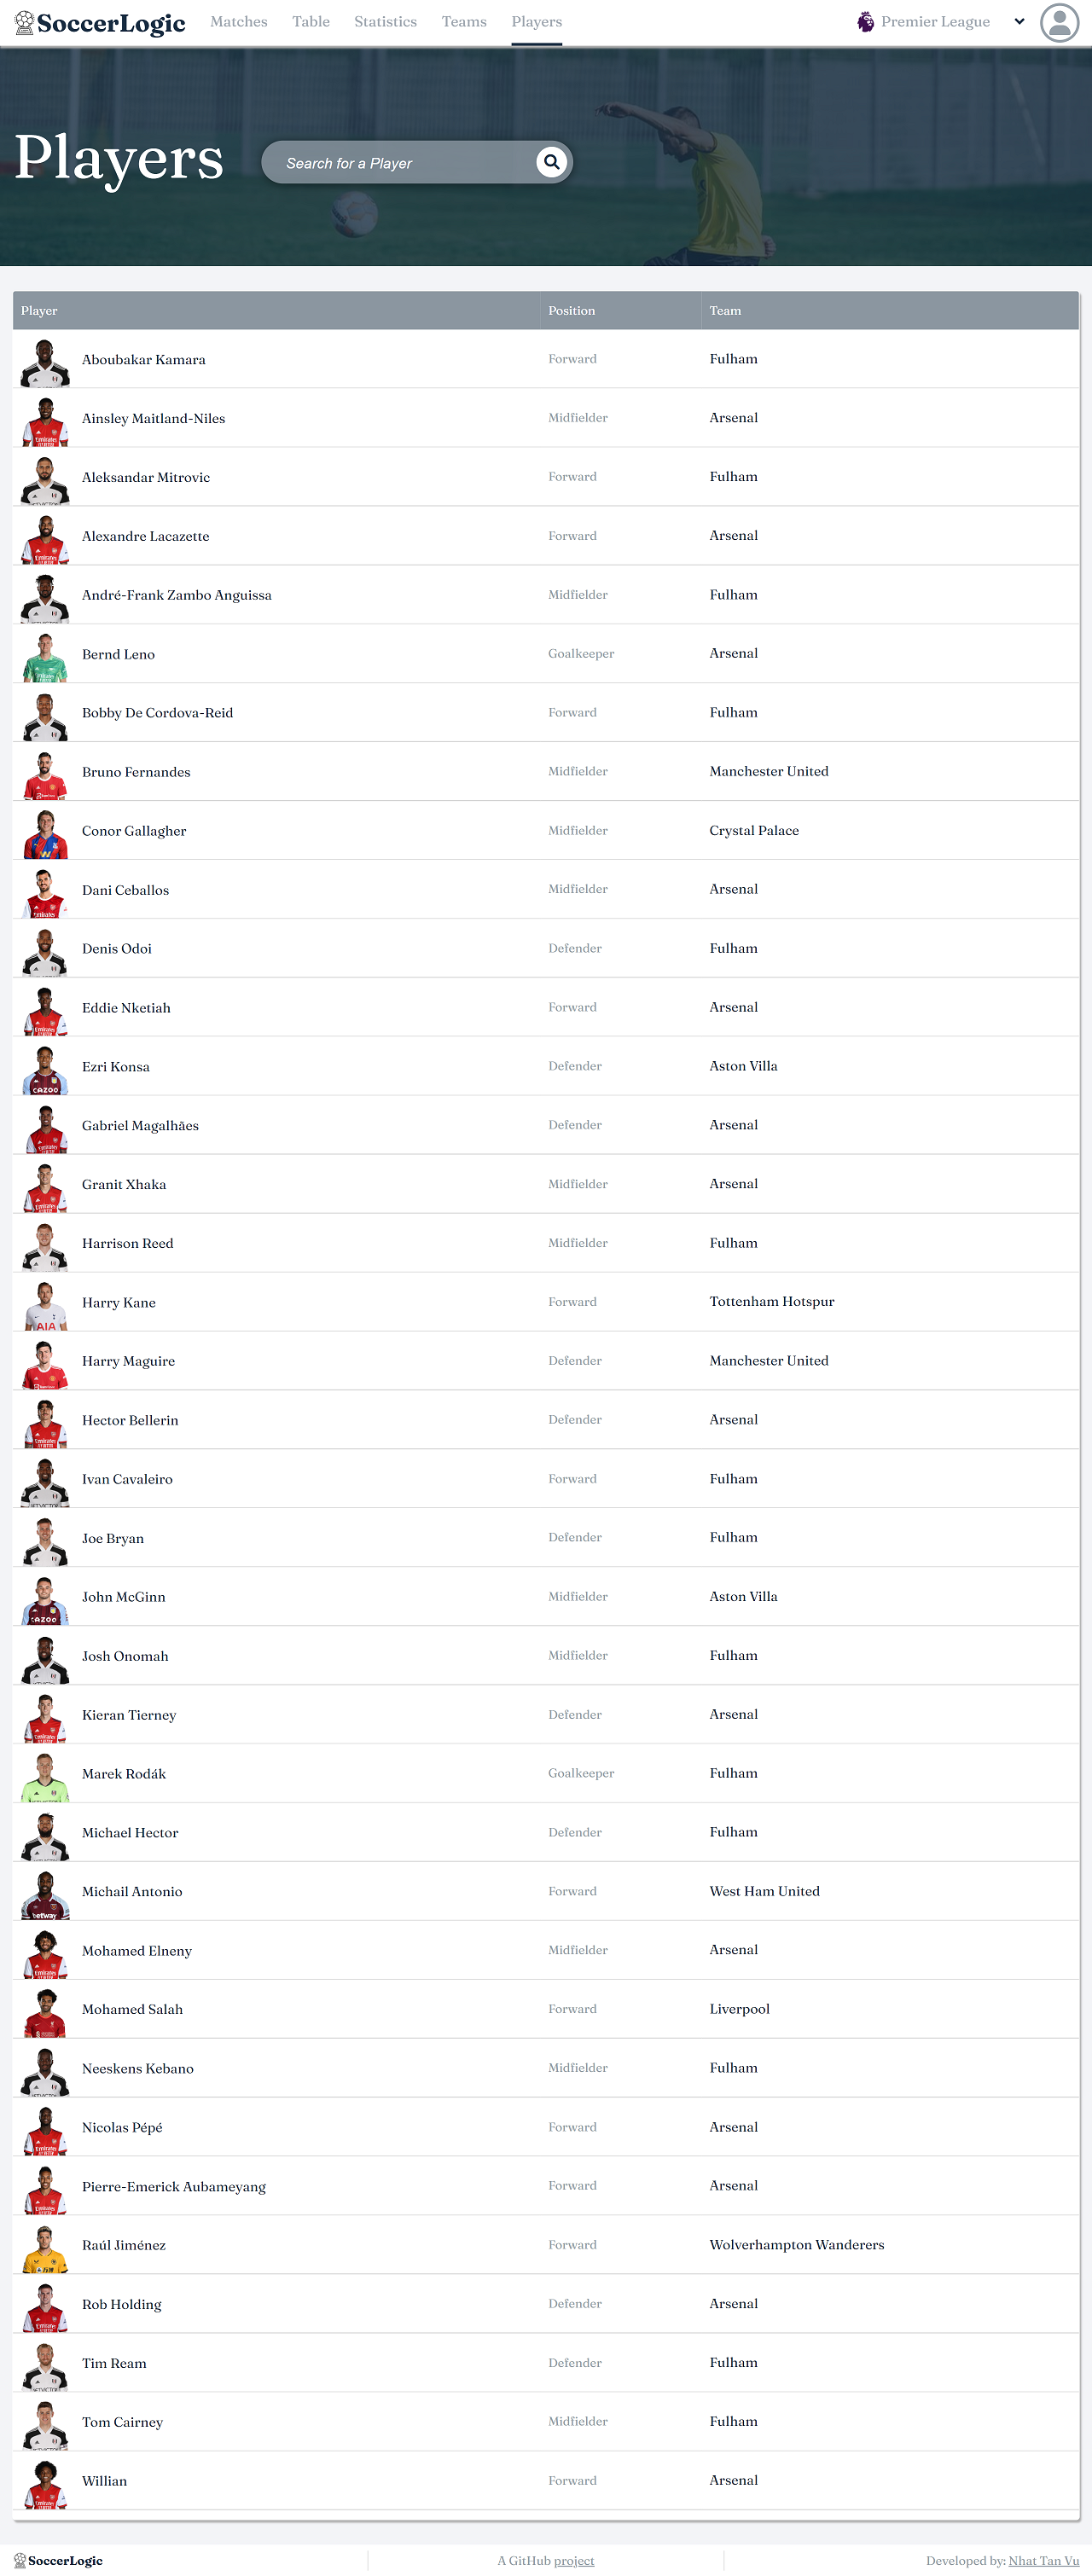 SoccerLogic Matches Table Statistics Teams Players Premier League
Players Search for a Player
Player Position Team
Aboubakar Kamara Forward Fulham
Ainsley Maitland-Niles Midfielder Arsenal
Aleksandar Mitrovic Forward Fulham
Alexandre Lacazette Forward Arsenal
André-Frank Zambo Anguissa Midfielder Fulham
Bernd Leno Goalkeeper Arsenal
Bobby De Cordova-Reid Forward Fulham
Bruno Fernandes Midfielder Manchester United
Conor Gallagher Midfielder Crystal Palace
Dani Ceballos Midfielder Arsenal
Denis Odoi Defender Fulham
Eddie Nketiah Forward Arsenal
Ezri Konsa Defender Aston Villa
Gabriel Magalhães Defender Arsenal
Granit Xhaka Midfielder Arsenal
Harrison Reed Midfielder Fulham
Harry Kane Forward Tottenham Hotspur
Harry Maguire Defender Manchester United
Hector Bellerin Defender Arsenal
Ivan Cavaleiro Forward Fulham
Joe Bryan Defender Fulham
John McGinn Midfielder Aston Villa
Josh Onomah Midfielder Fulham
Kieran Tierney Defender Arsenal
Marek Rodák Goalkeeper Fulham
Michael Hector Defender Fulham
Michail Antonio Forward West Ham United
Mohamed Elneny Midfielder Arsenal
Mohamed Salah Forward Liverpool
Neeskens Kebano Midfielder Fulham
Nicolas Pépé Forward Arsenal
Pierre-Emerick Aubameyang Forward Arsenal
Raúl Jiménez Forward Wolverhampton Wanderers
Rob Holding Defender Arsenal
Tim Ream Defender Fulham
Tom Cairney Midfielder Fulham
Willian Forward Arsenal
SoccerLogic A GitHub project Developed by: Nhat Tan Vu